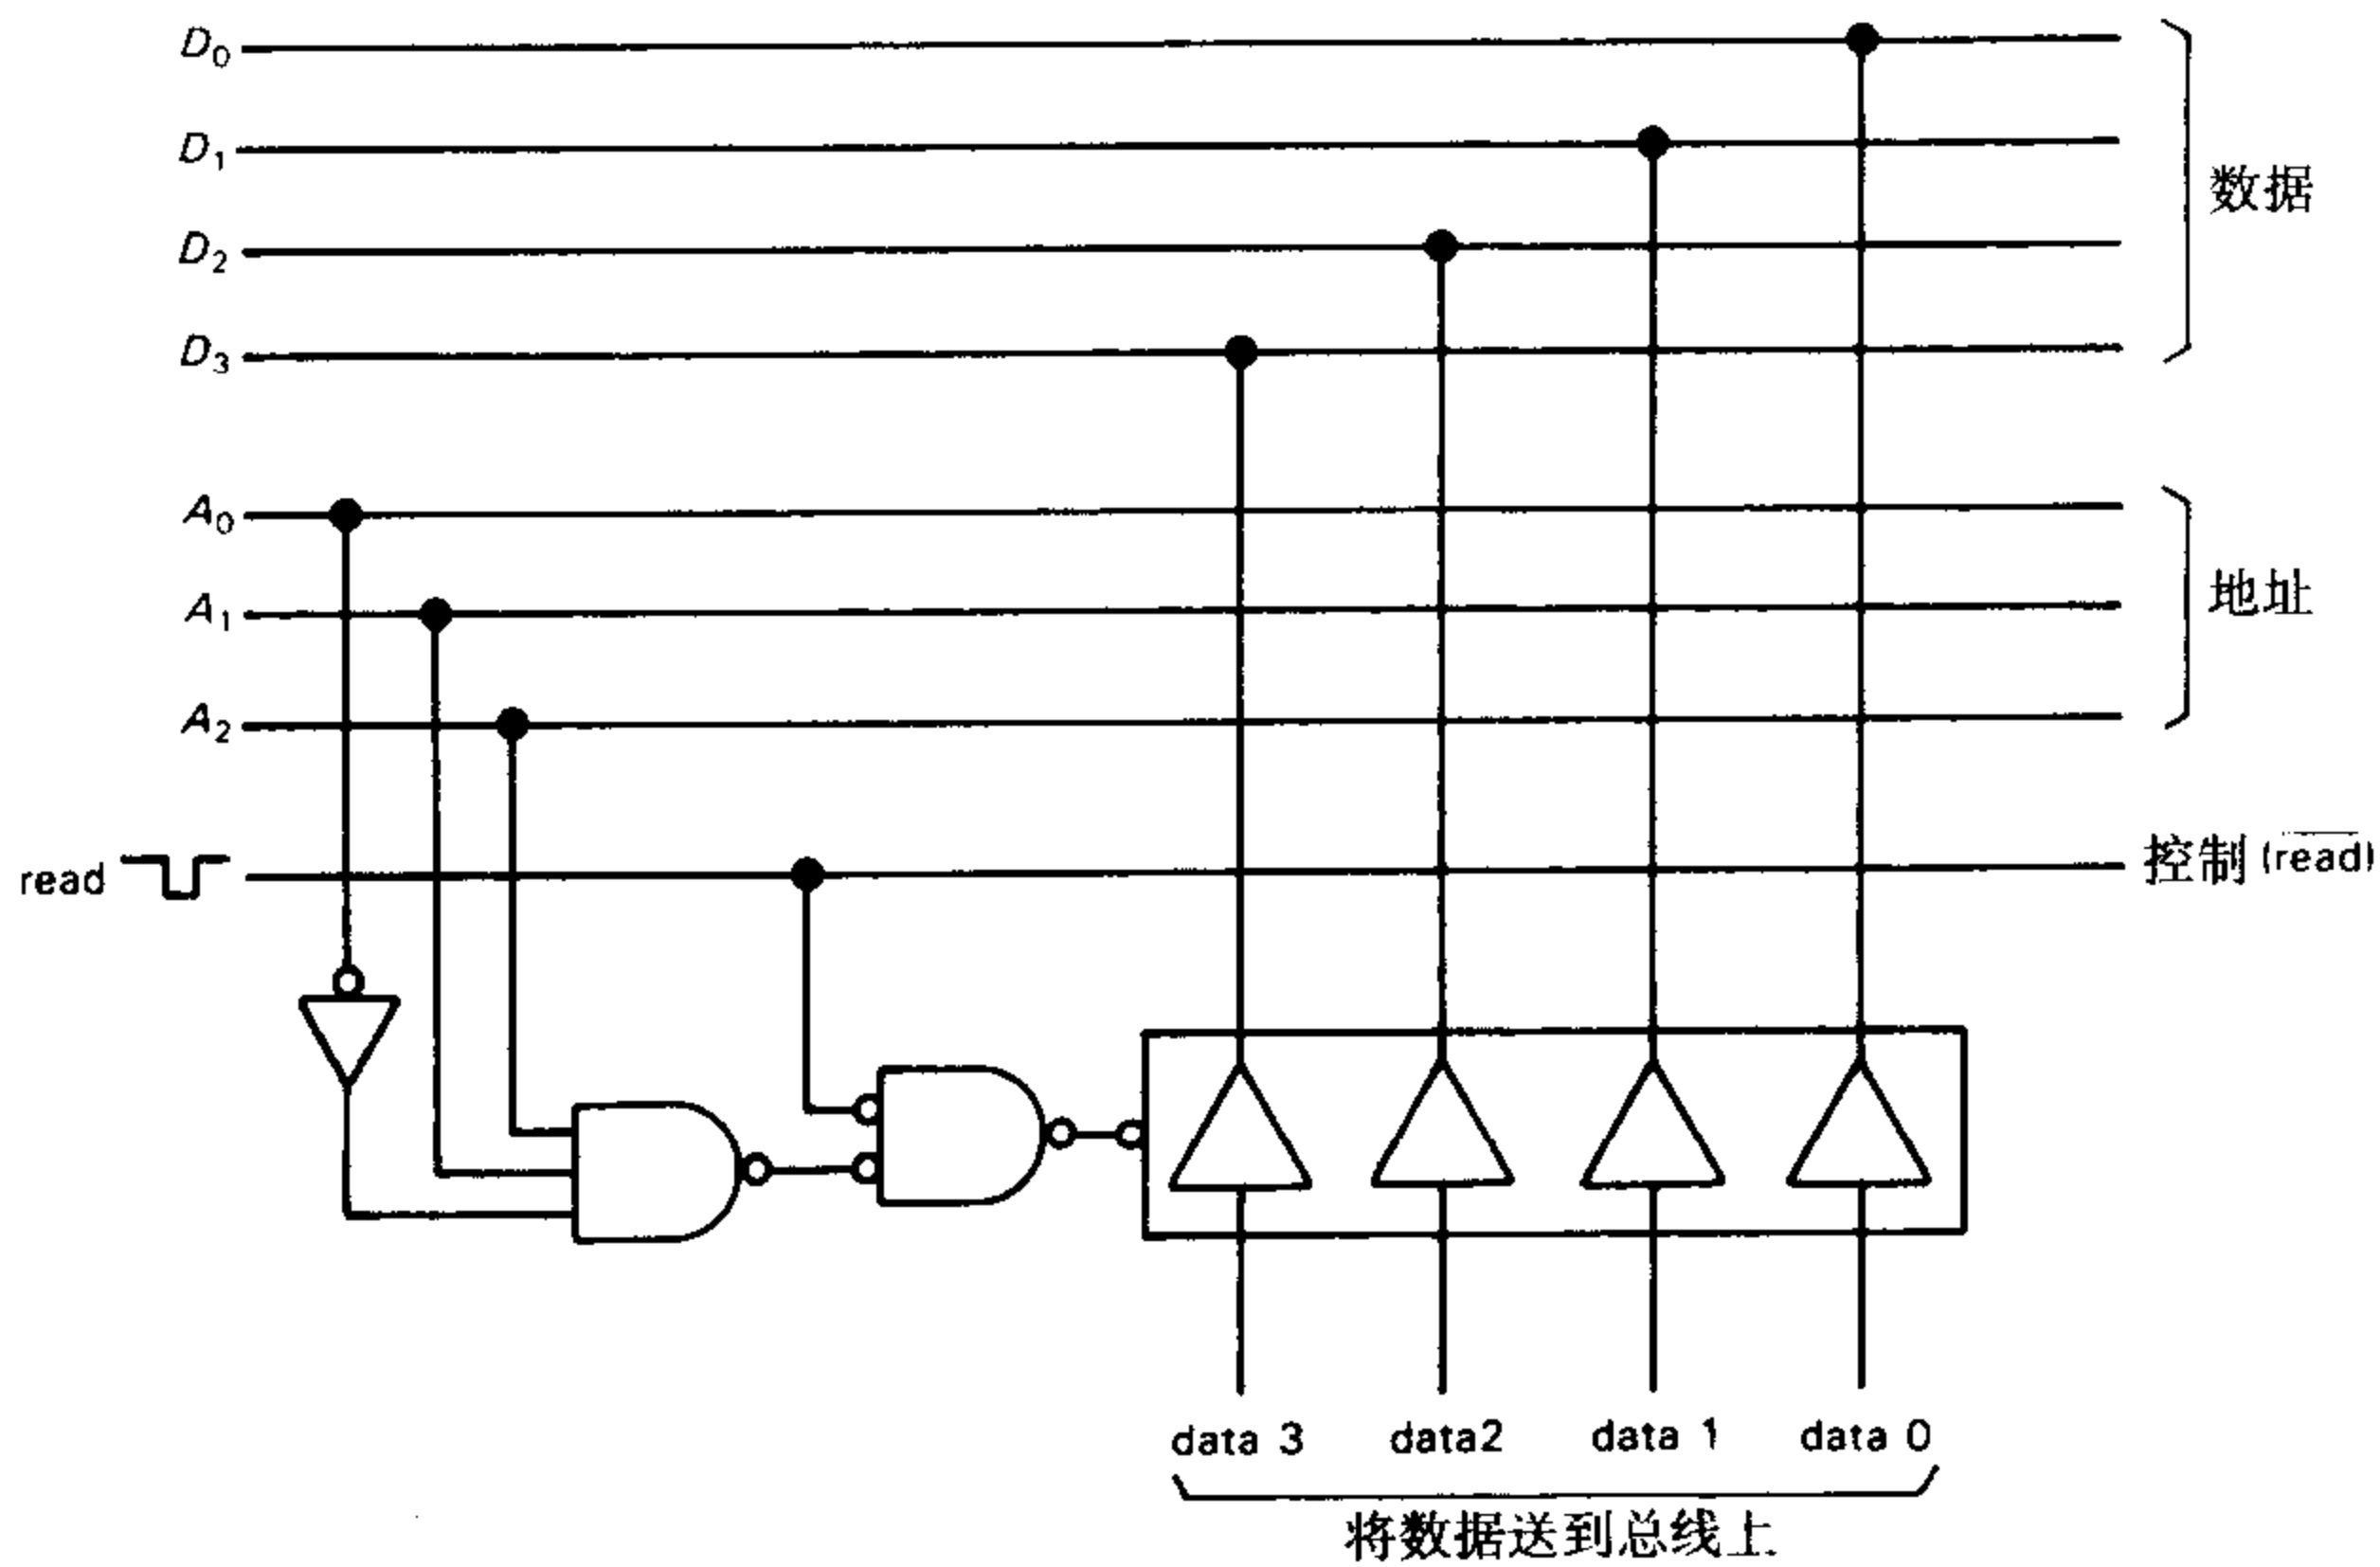 D0
D1
D2
D3
数据
A0
A1
A2
地址
read
控制 (read)
data 3
data2
data 1
data 0
将数据送到总线上